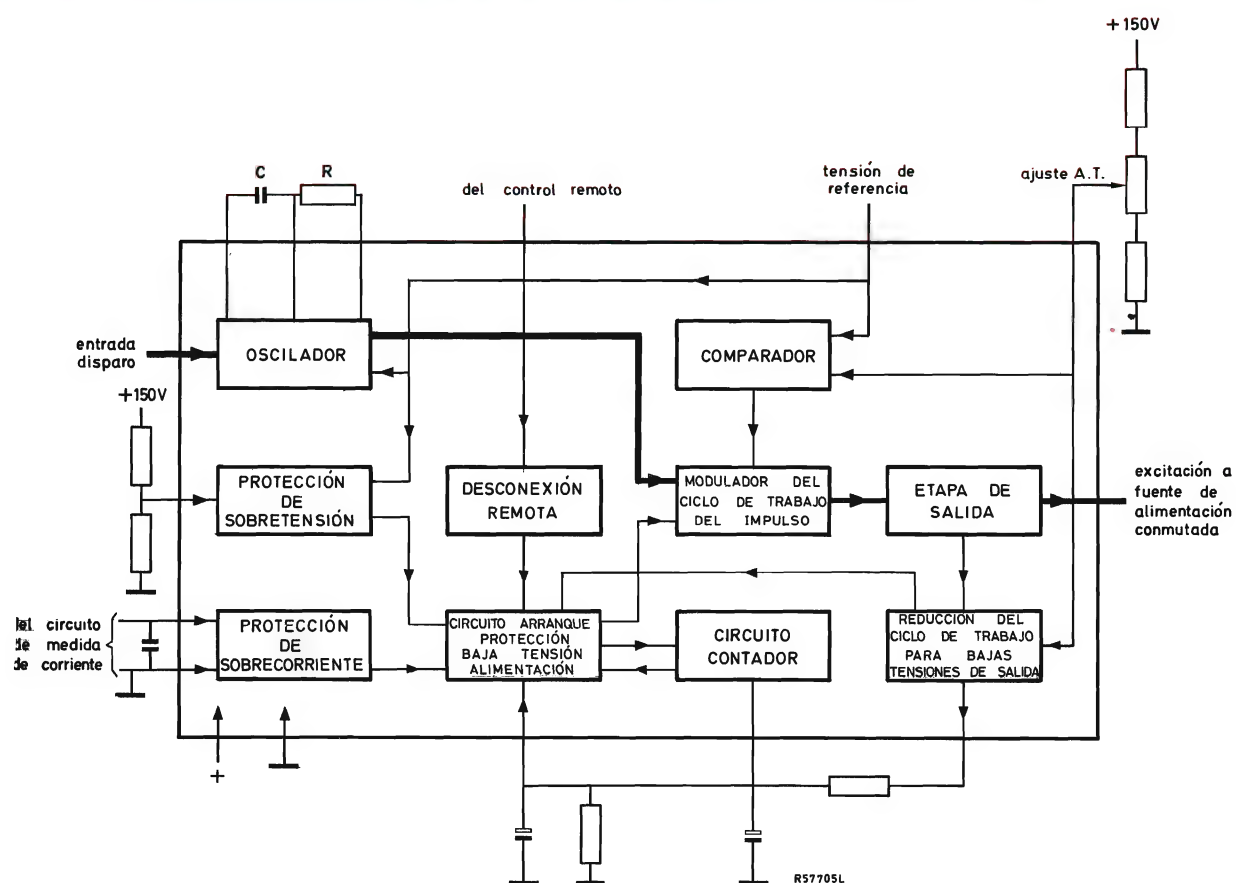 +150V
C
R
del control remoto
tensión de
referencia
ajuste A.T.
entrada
disparo
OSCILADOR
COMPARADOR
+150V
PROTECCIÓN
DE
SOBRETENSIÓN
DESCONEXIÓN
REMOTA
MODULADOR DEL
CICLO DE TRABAJO
DEL IMPULSO
ETAPA DE
SALIDA
excitación a
fuente de
alimentación
conmutada
del circuito
de medida
de corriente
PROTECCIÓN
DE
SOBRECORRIENTE
CIRCUITO ARRANQUE
PROTECCIÓN
BAJA TENSIÓN
ALIMENTACIÓN
CIRCUITO
CONTADOR
REDUCCION DEL
CICLO DE TRABAJO
PARA BAJAS
TENSIONES DE SALIDA
+
R57705L